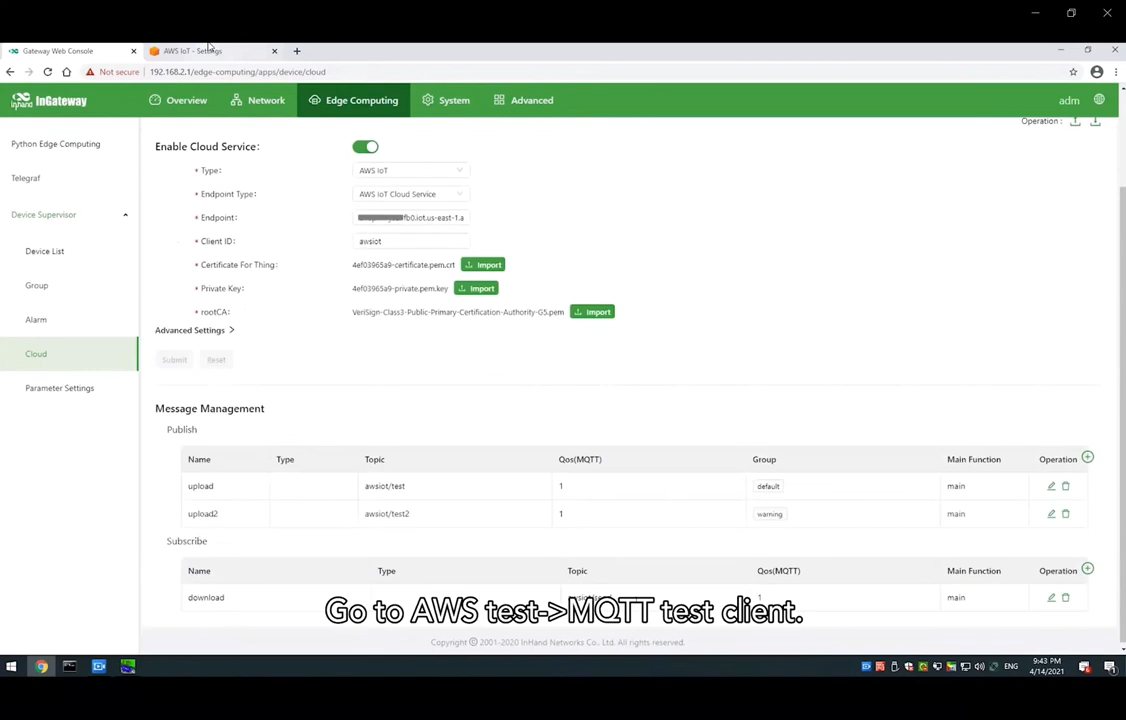 Gateway Web Console
AWS IoT - Settings
Not secure 192.168.2.1/edge-computing/apps/device/cloud
inhand InGateway
Overview
Network
Edge Computing
System
Advanced
adm
Operation :
Python Edge Computing
Telegraf
Device Supervisor
Device List
Group
Alarm
Cloud
Parameter Settings
Enable Cloud Service:
* Type: AWS IoT
* Endpoint Type: AWS IoT Cloud Service
* Endpoint: fb0.iot.us-east-1.a
* Client ID: awsiot
* Certificate For Thing: 4ef03965a9-certificate.pem.crt Import
* Private Key: 4ef03965a9-private.pem.key Import
* rootCA: VeriSign-Class3-Public-Primary-Certification-Authority-G5.pem Import
Advanced Settings >
Submit Reset
Message Management
Publish
Name Type Topic Qos(MQTT) Group Main Function Operation
upload awsiot/test 1 default main
upload2 awsiot/test2 1 warning main
Subscribe
Name Type Topic Qos(MQTT) Main Function Operation
download 1 main
Go to AWS test->MQTT test client.
Copyright © 2001-2020 InHand Networks Co., Ltd. All rights reserved.
ENG
9:43 PM
4/14/2021